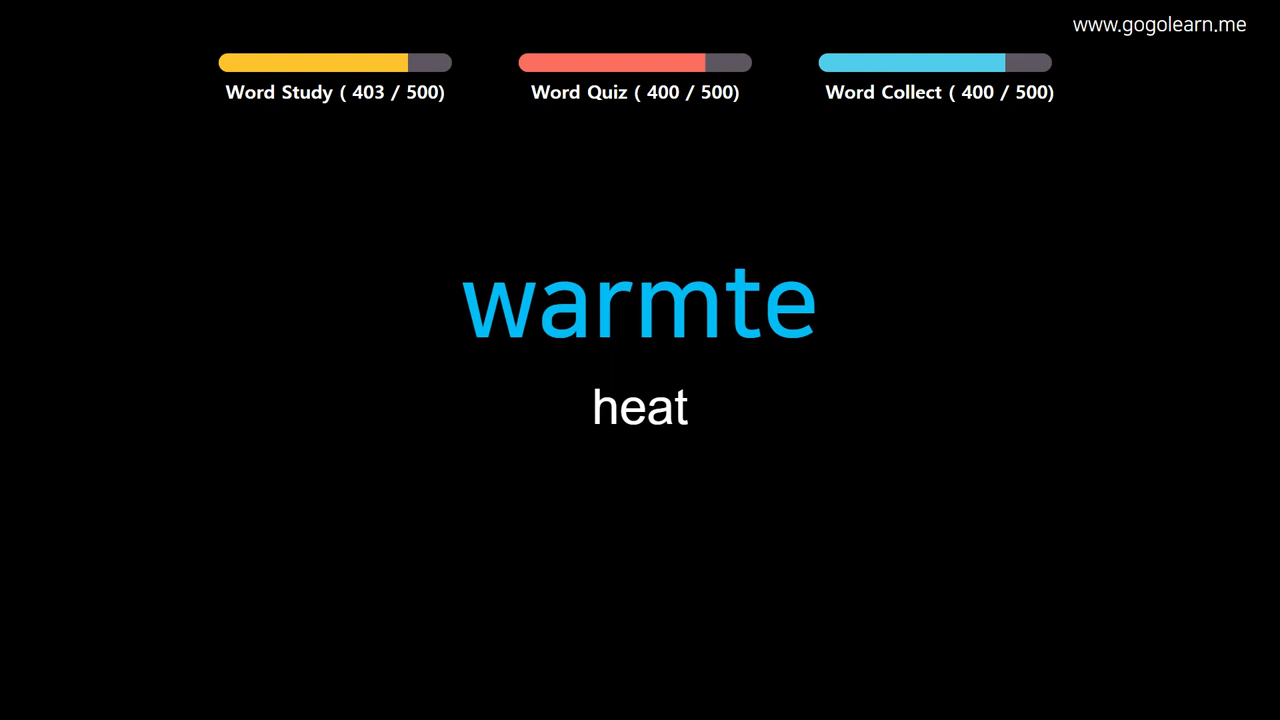 www.gogolearn.me
Word Study ( 403 / 500)
Word Quiz ( 400 / 500)
Word Collect ( 400 / 500)
warmte
heat